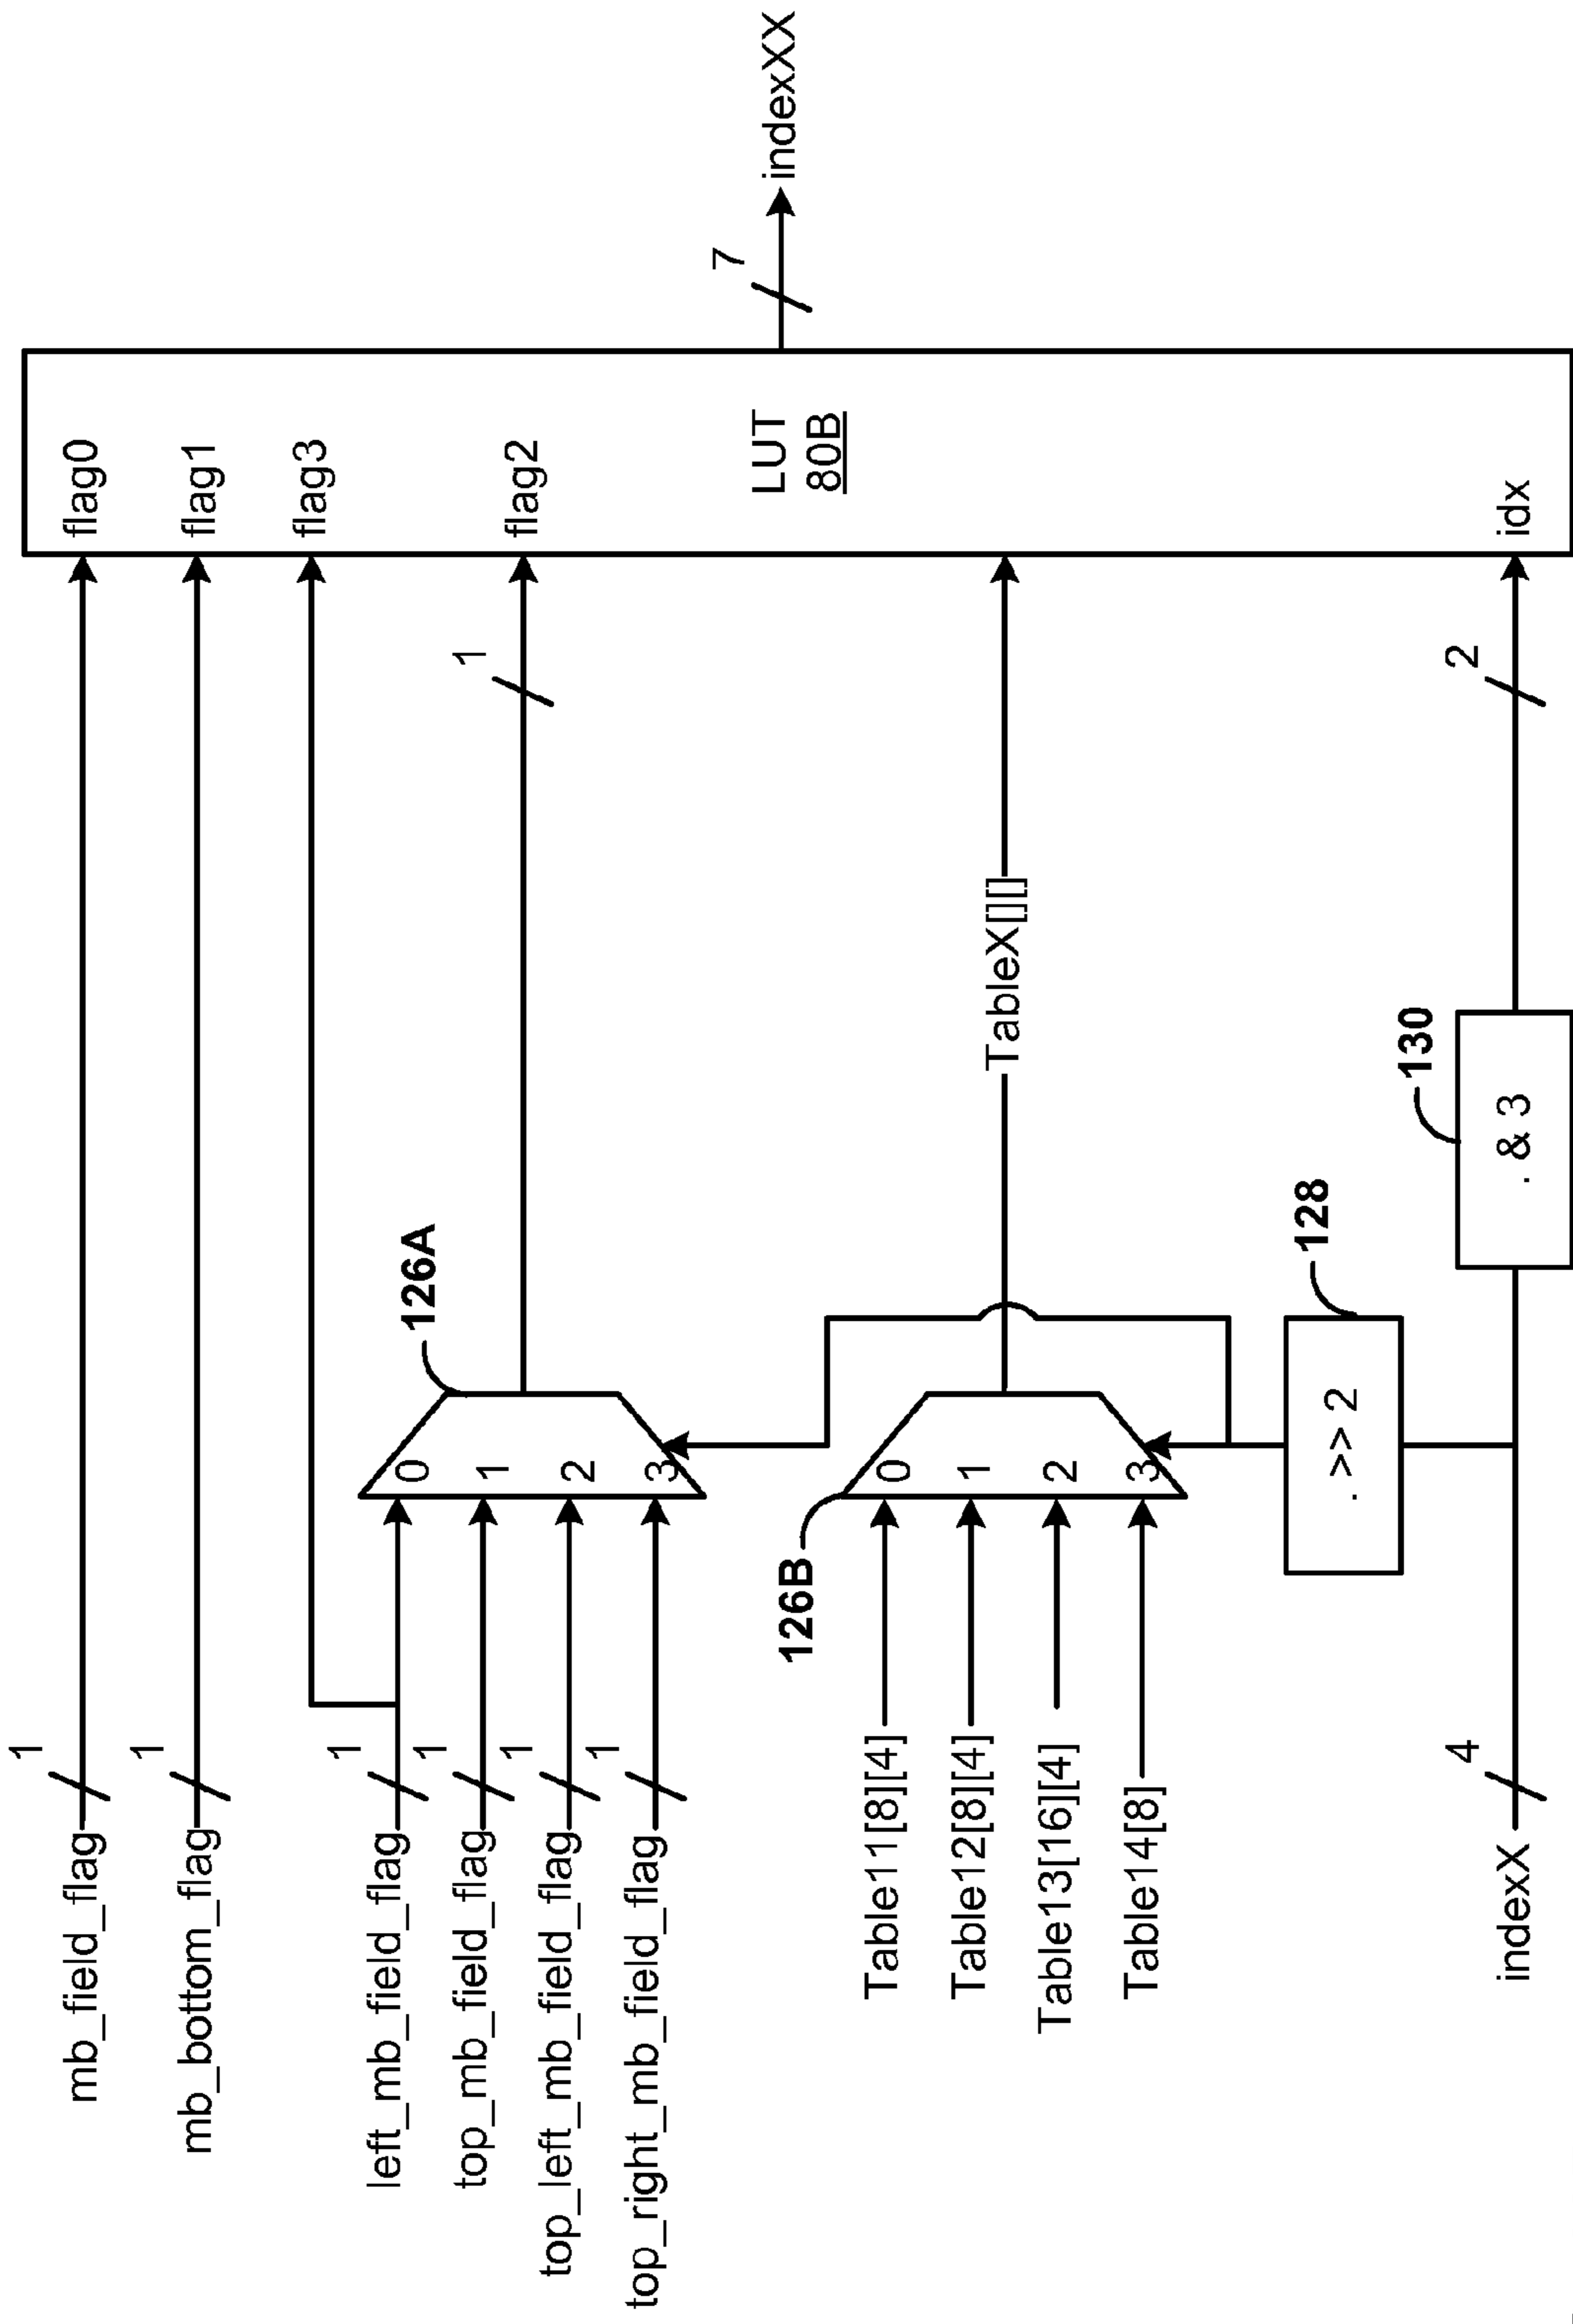 mb_field_flag
1
flag0
mb_bottom_flag
1
flag1
flag3
left_mb_field_flag
1
0
top_mb_field_flag
1
1
top_left_mb_field_flag
1
2
top_right_mb_field_flag
1
3
126A
1
flag2
LUT
80B
7
indexXX
126B
Table11[8][4]
0
Table12[8][4]
1
Table13[16][4]
2
Table14[8]
3
TableX[][]
. >> 2
128
. & 3
130
indexX
4
2
idx